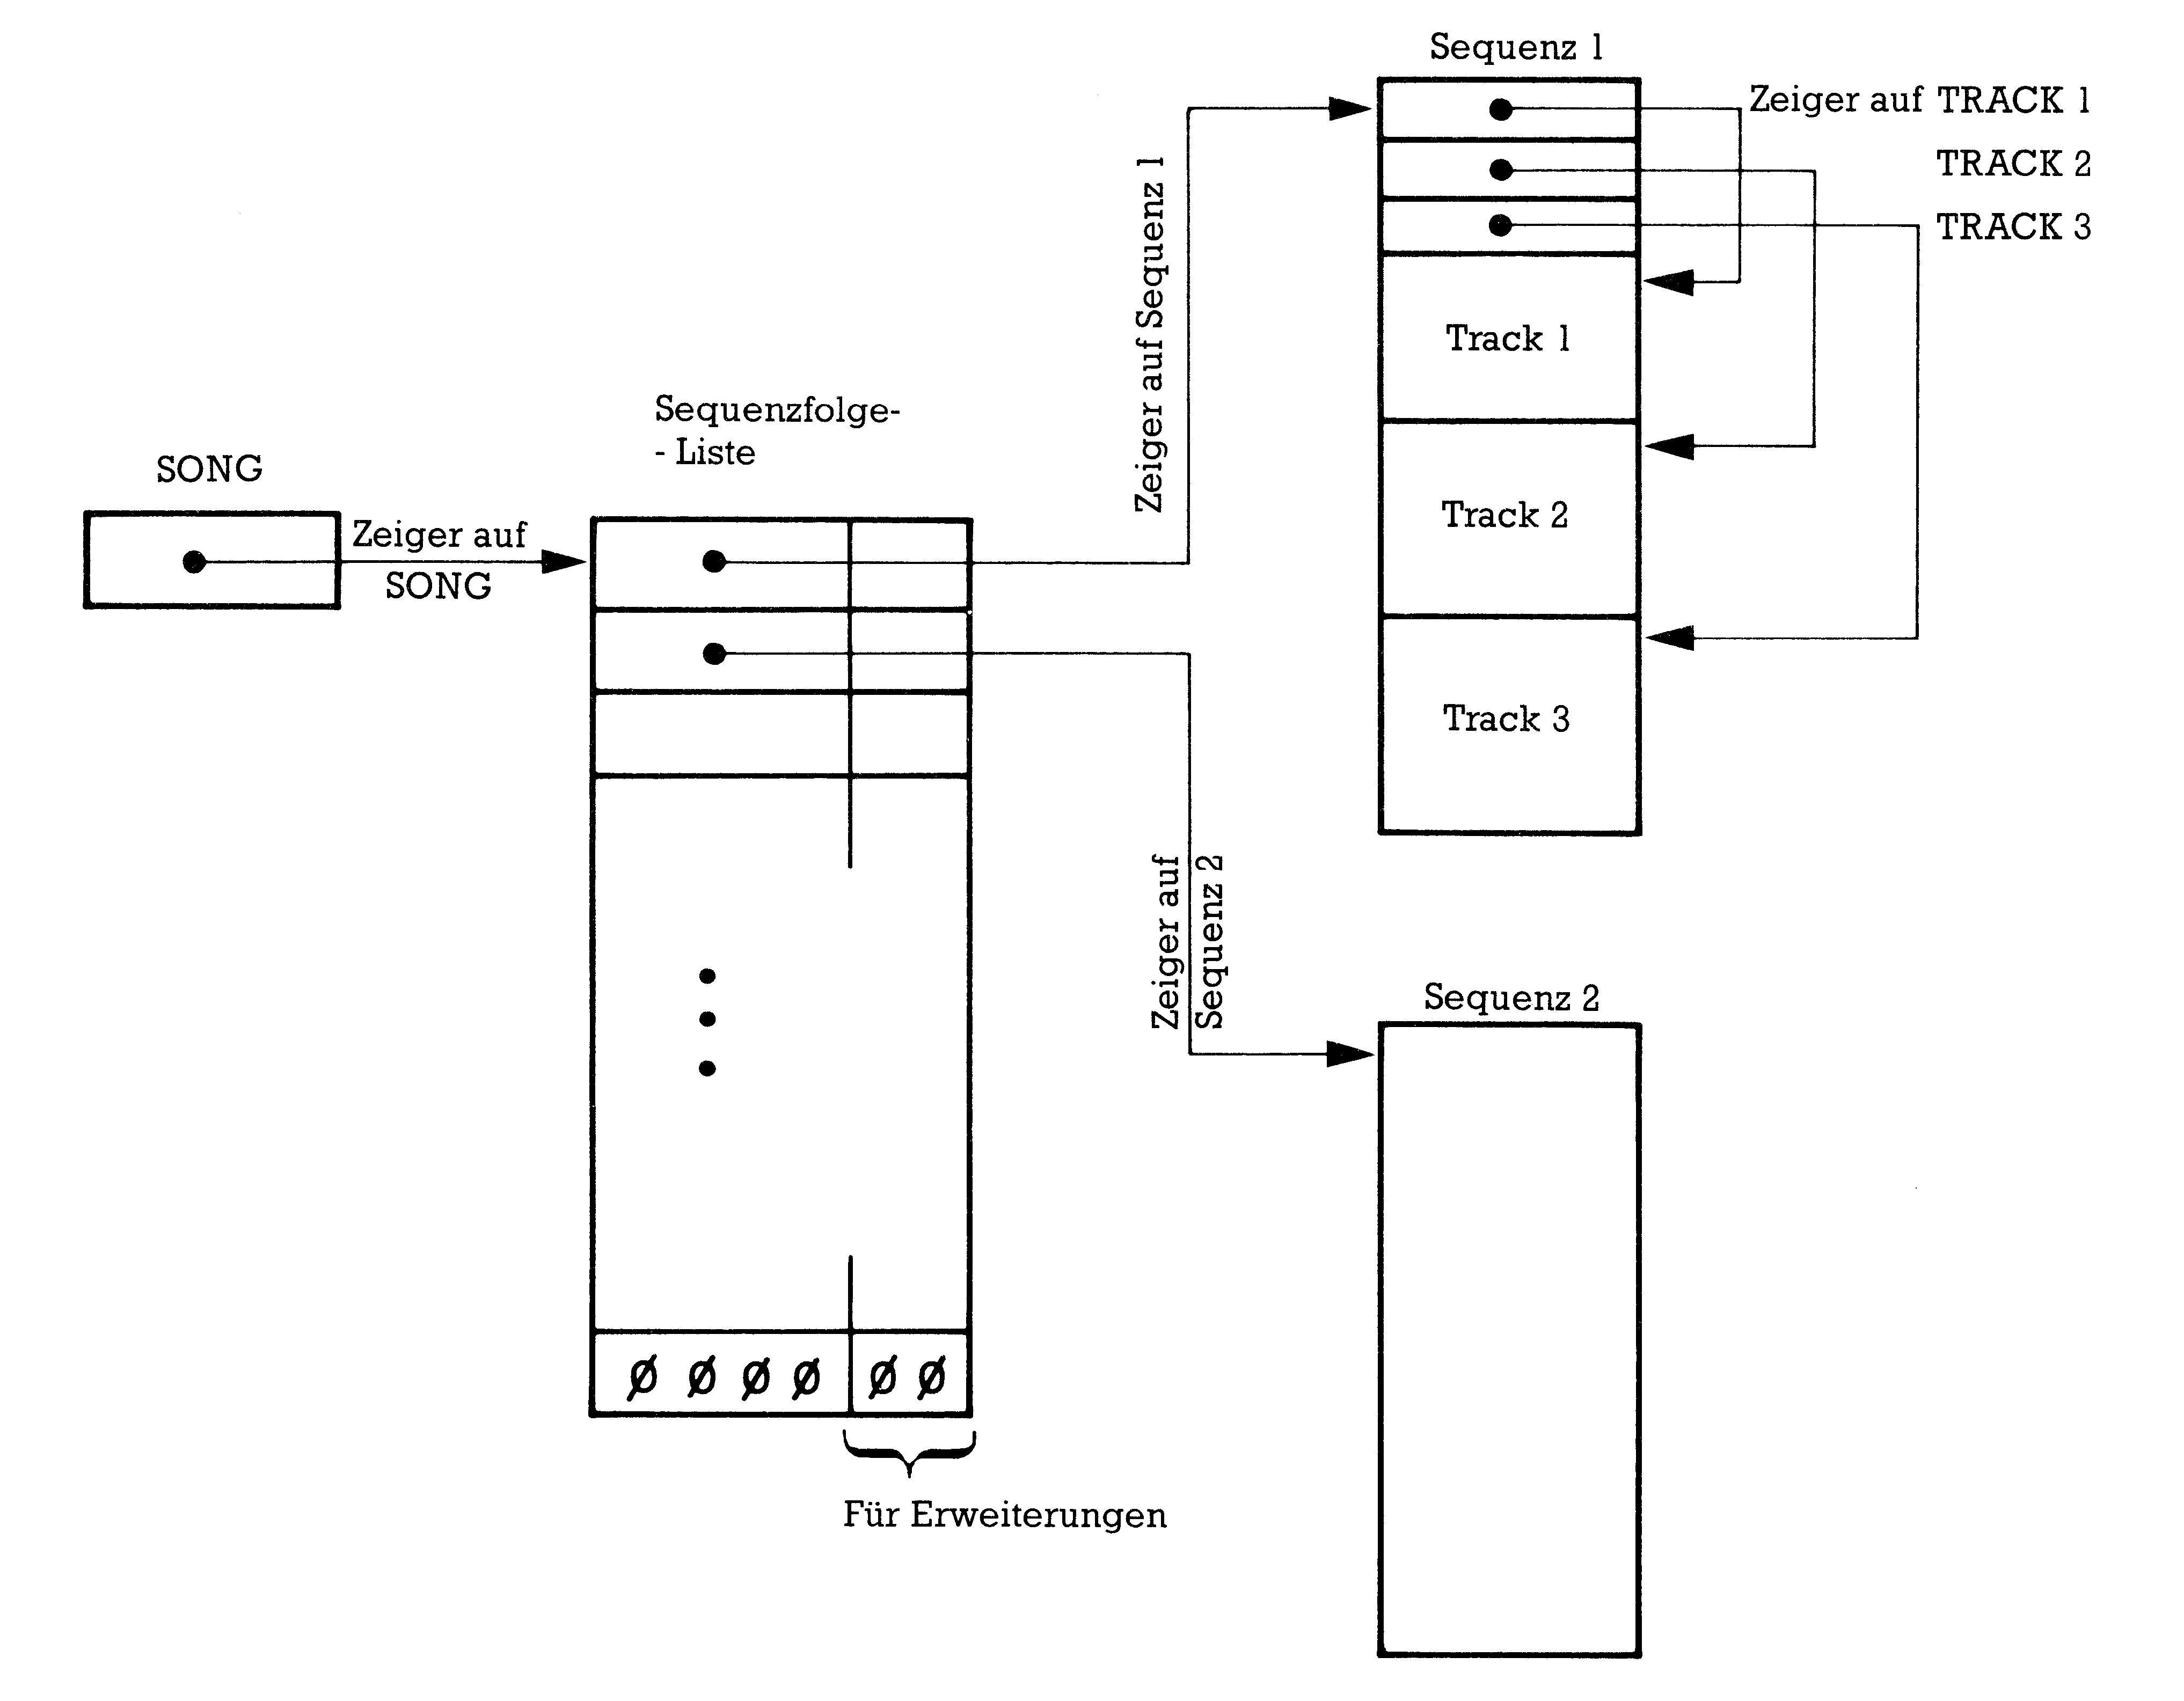 SONG
Zeiger auf
SONG
Sequenzfolge-
- Liste
Ø Ø Ø Ø Ø Ø
Für Erweiterungen
Zeiger auf Sequenz 1
Sequenz 1
Zeiger auf TRACK 1
TRACK 2
TRACK 3
Track 1
Track 2
Track 3
Zeiger auf
Sequenz 2
Sequenz 2